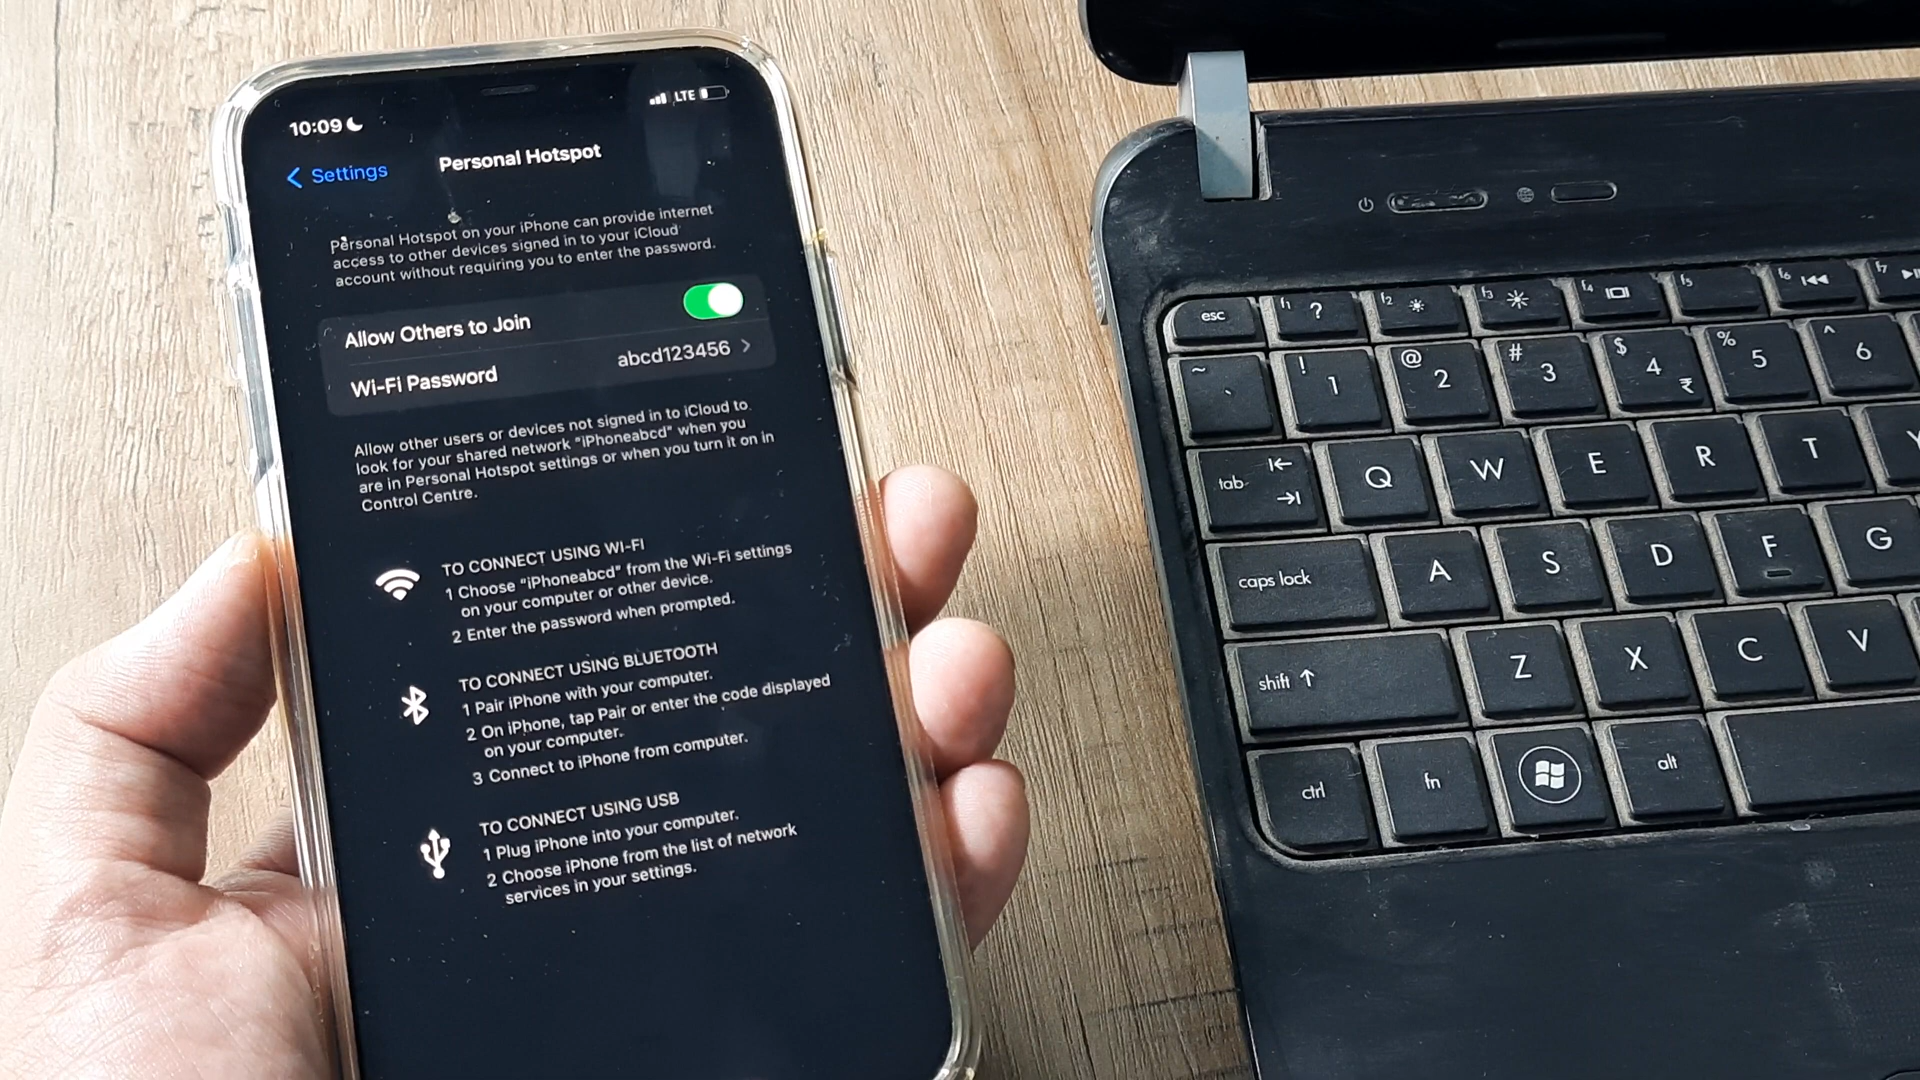 10:09
LTE
Settings
Personal Hotspot
Personal Hotspot on your iPhone can provide internet
access to other devices signed in to your iCloud
account without requiring you to enter the password.
Allow Others to Join
Wi-Fi Password abcd123456
Allow other users or devices not signed in to iCloud to
look for your shared network "iPhoneabcd" when you
are in Personal Hotspot settings or when you turn it on in
Control Centre.
TO CONNECT USING WI-FI
1 Choose "iPhoneabcd" from the Wi-Fi settings
on your computer or other device.
2 Enter the password when prompted.
TO CONNECT USING BLUETOOTH
1 Pair iPhone with your computer.
2 On iPhone, tap Pair or enter the code displayed
on your computer.
3 Connect to iPhone from computer.
TO CONNECT USING USB
1 Plug iPhone into your computer.
2 Choose iPhone from the list of network
services in your settings.
esc f1 ? f2 f3 f4 f5 f6 f7
~ ` ! 1 @ 2 # 3 $ 4 ₹ % 5 ^ 6
tab Q W E R T
caps lock A S D F G
shift Z X C V
ctrl fn alt